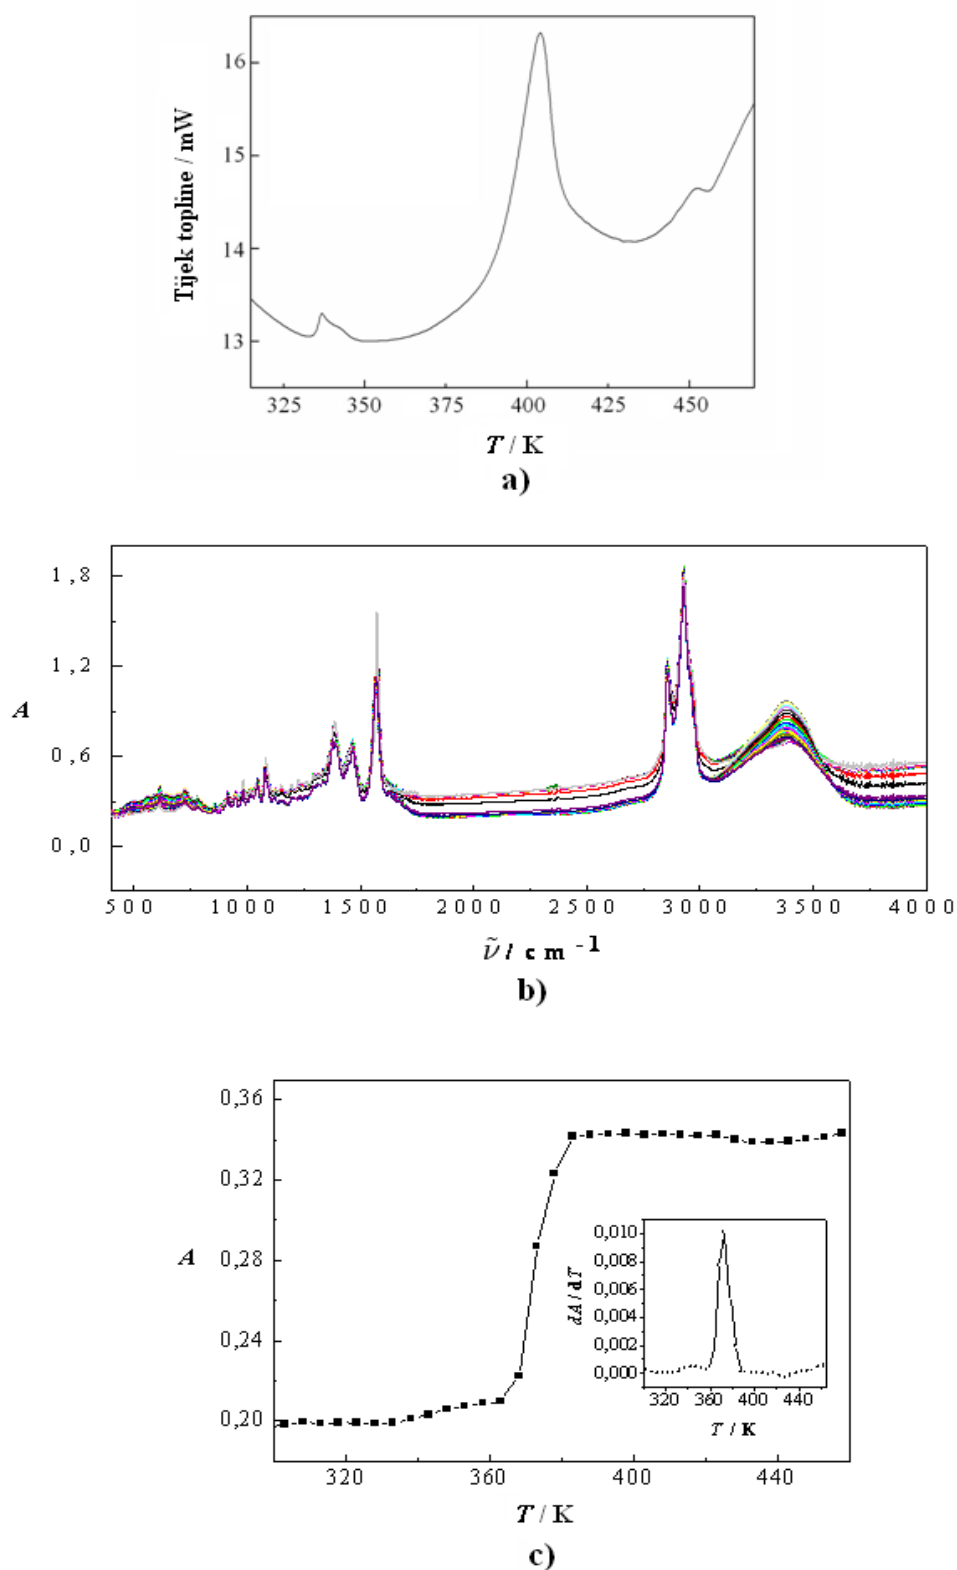 16
15
14
13
Tijek topline / mW
325 350 375 400 425 450
T / K
a)
1,8
1,2
0,6
0,0
A
500 1000 1500 2000 2500 3000 3500 4000
ν̃ / cm⁻¹
b)
0,36
0,32
0,28
0,24
0,20
A
0,010
0,008
0,006
0,004
0,002
0,000
dA / dT
320 360 400 440
T / K
320 360 400 440
T / K
c)